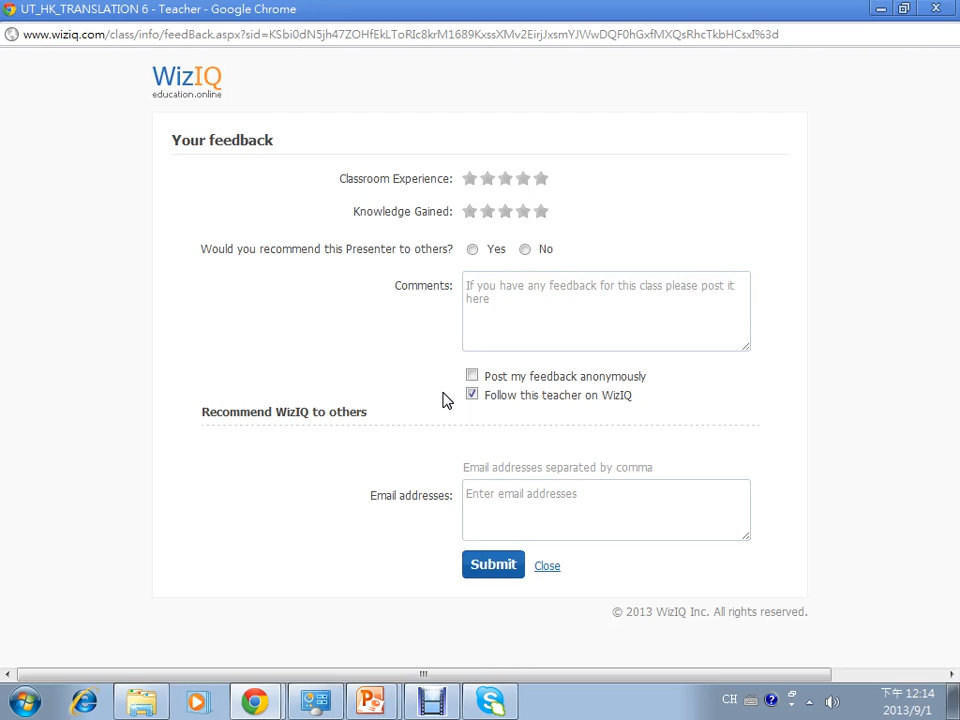 UT_HK_TRANSLATION 6 - Teacher - Google Chrome
www.wiziq.com/class/info/feedBack.aspx?sid=KSbi0dN5jh47ZOHfEkLToRIc8krM1689KxssXMv2EirjJxsmYJWwDQF0hGxfMXQsRhcTkbHCsxI%3d
WizIQ
education.online
Your feedback
Classroom Experience:
Knowledge Gained:
Would you recommend this Presenter to others? Yes No
Comments: If you have any feedback for this class please post it
here
Post my feedback anonymously
Follow this teacher on WizIQ
Recommend WizIQ to others
Email addresses separated by comma
Email addresses: Enter email addresses
Submit Close
© 2013 WizIQ Inc. All rights reserved.
CH
下午 12:14
2013/9/1